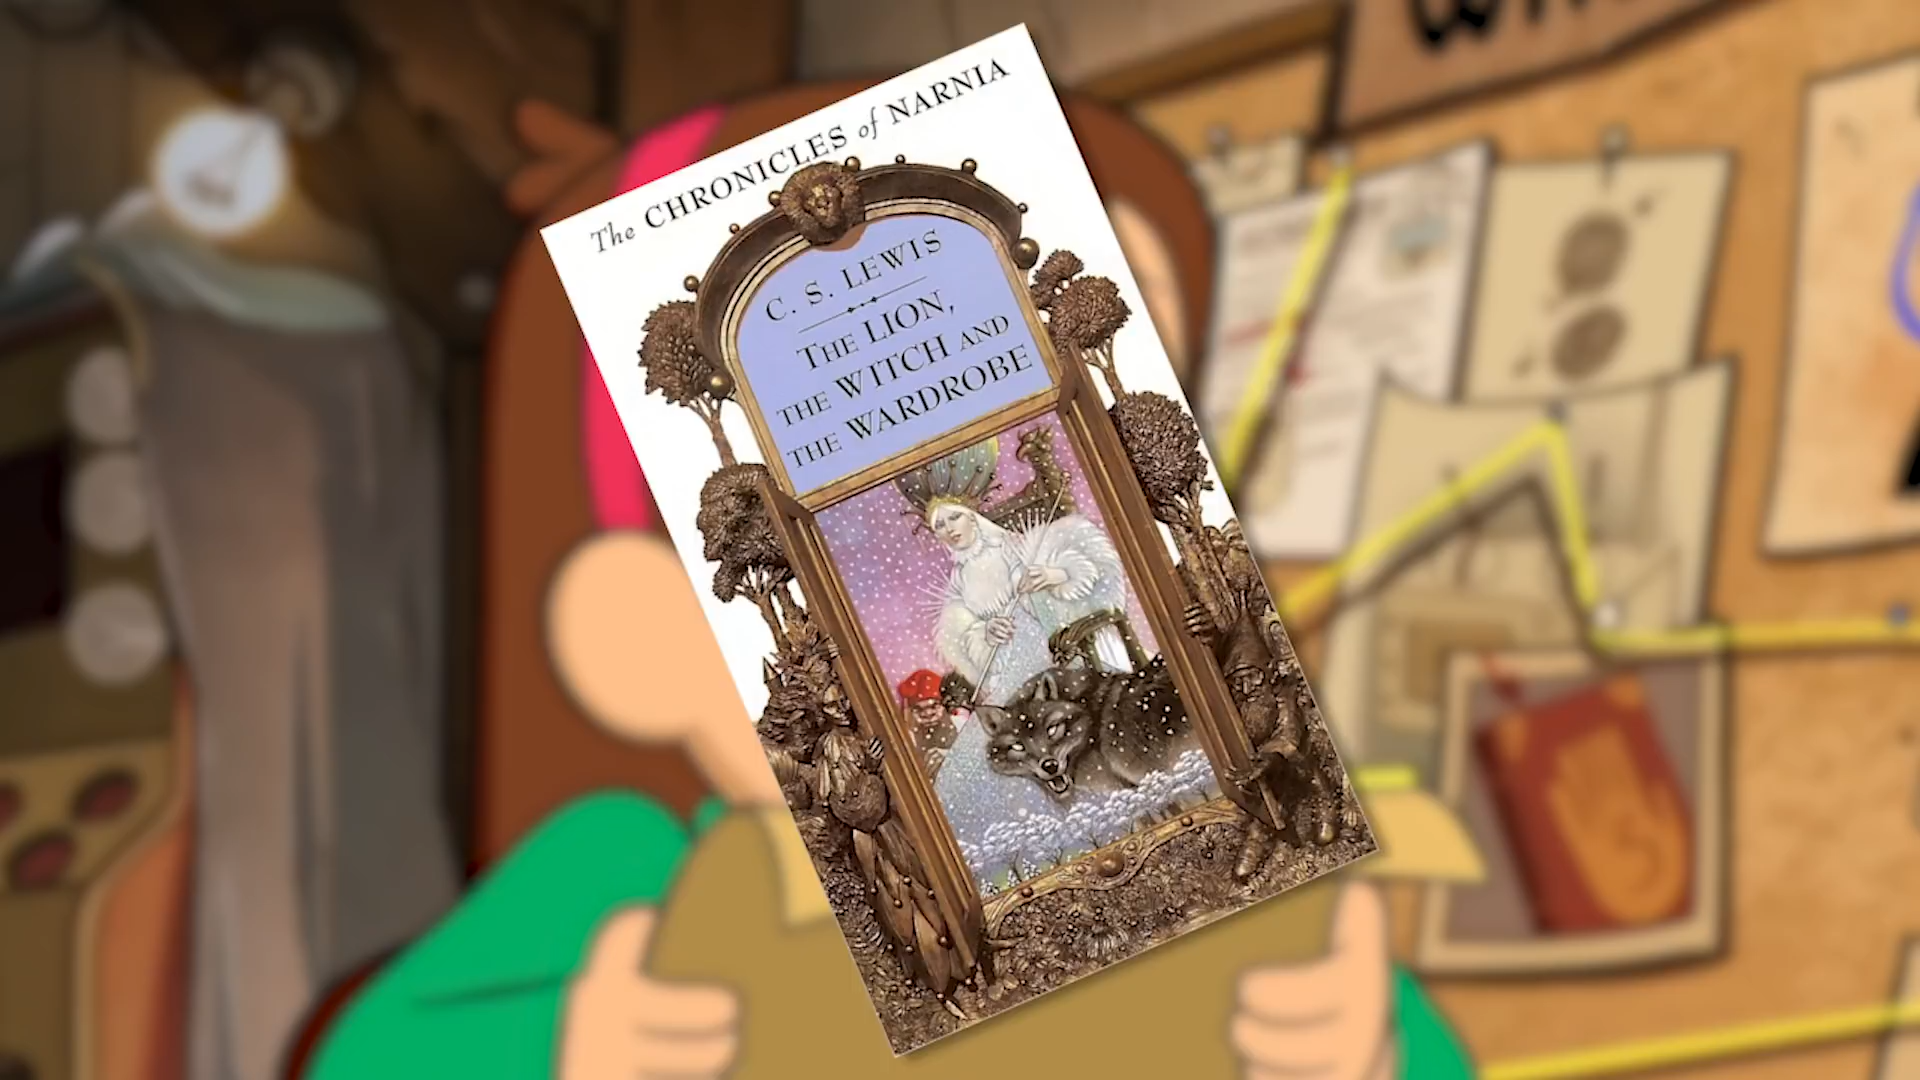 The CHRONICLES of NARNIA
C. S. LEWIS
THE LION,
THE WITCH AND
THE WARDROBE